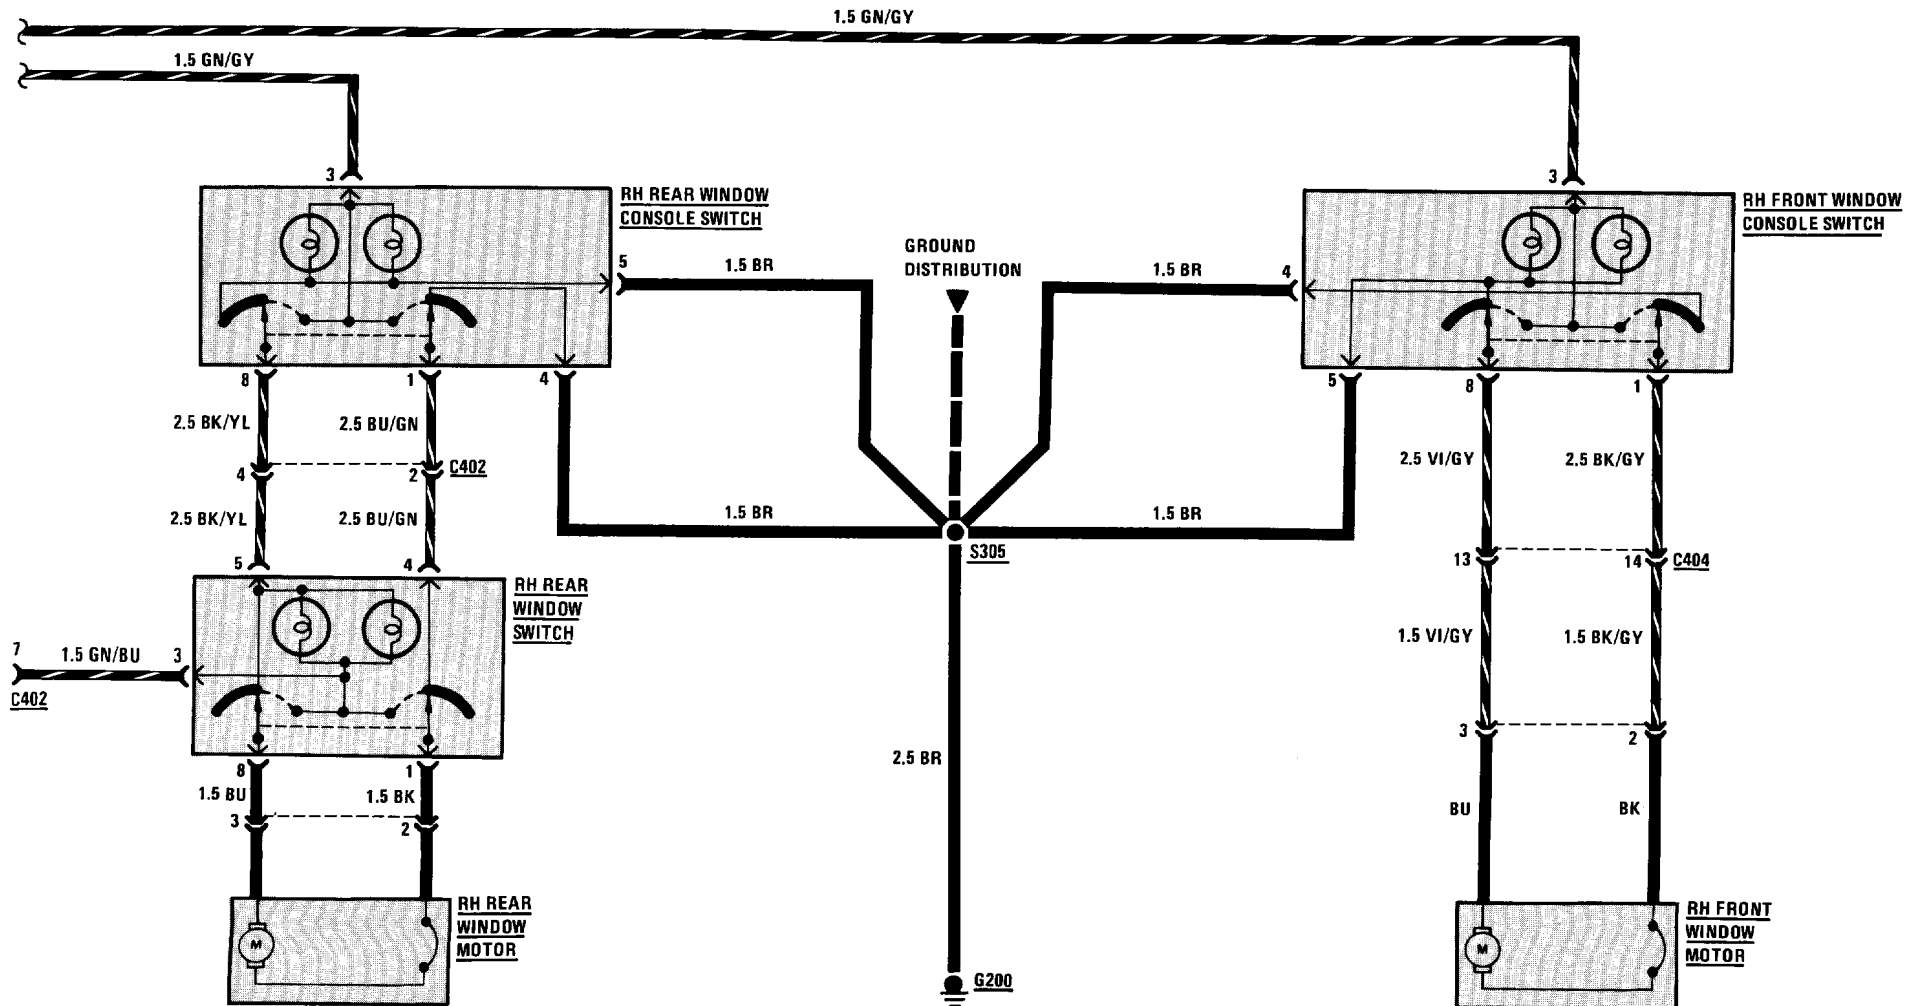 1.5 GN/GY
1.5 GN/GY
3
RH REAR WINDOW
CONSOLE SWITCH
3
RH FRONT WINDOW
CONSOLE SWITCH
GROUND
DISTRIBUTION
5
1.5 BR
1.5 BR
4
8
1
4
5
8
1
2.5 BK/YL
2.5 BU/GN
4
2
C402
2.5 VI/GY
2.5 BK/GY
2.5 BK/YL
2.5 BU/GN
1.5 BR
1.5 BR
S305
13
14
C404
5
4
RH REAR
WINDOW
SWITCH
7
1.5 GN/BU
3
C402
1.5 VI/GY
1.5 BK/GY
8
1
2.5 BR
3
2
1.5 BU
1.5 BK
3
2
BU
BK
RH REAR
WINDOW
MOTOR
M
RH FRONT
WINDOW
MOTOR
M
G200